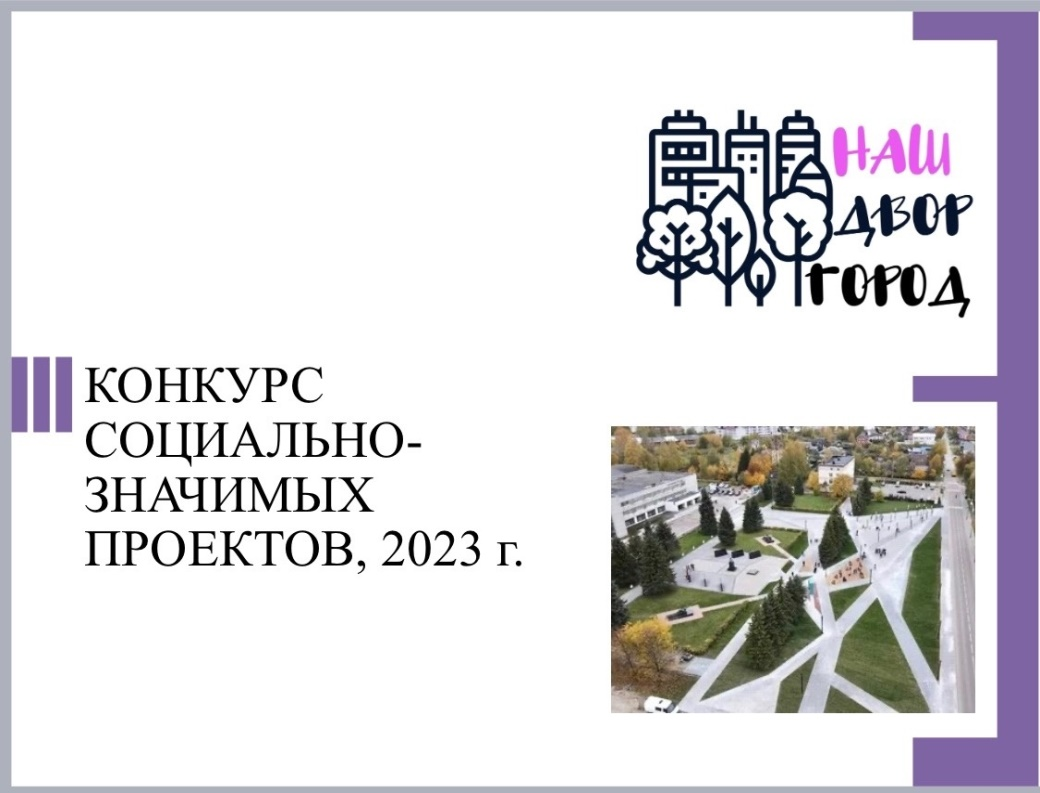 НАШ
ДВОР
ГОРОД
КОНКУРС
СОЦИАЛЬНО-
ЗНАЧИМЫХ
ПРОЕКТОВ, 2023 г.